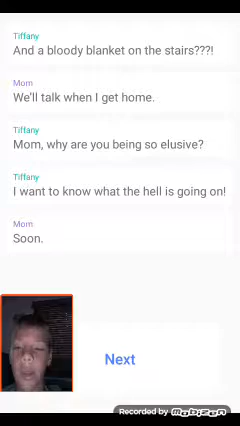 Tiffany
And a bloody blanket on the stairs???!
Mom
We'll talk when I get home.
Tiffany
Mom, why are you being so elusive?
Tiffany
I want to know what the hell is going on!
Mom
Soon.
Next
Recorded by mobizen